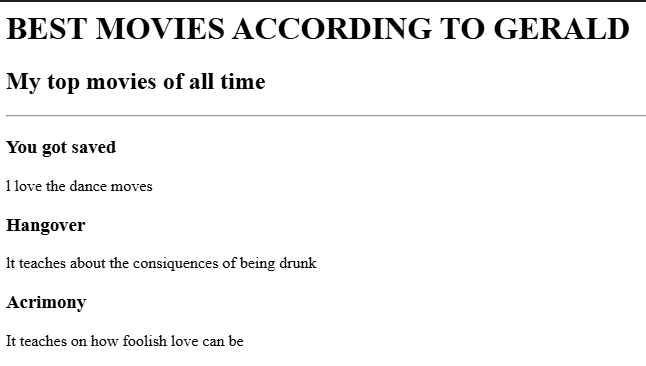 BEST MOVIES ACCORDING TO GERALD
My top movies of all time
You got saved
l love the dance moves
Hangover
lt teaches about the consiquences of being drunk
Acrimony
It teaches on how foolish love can be